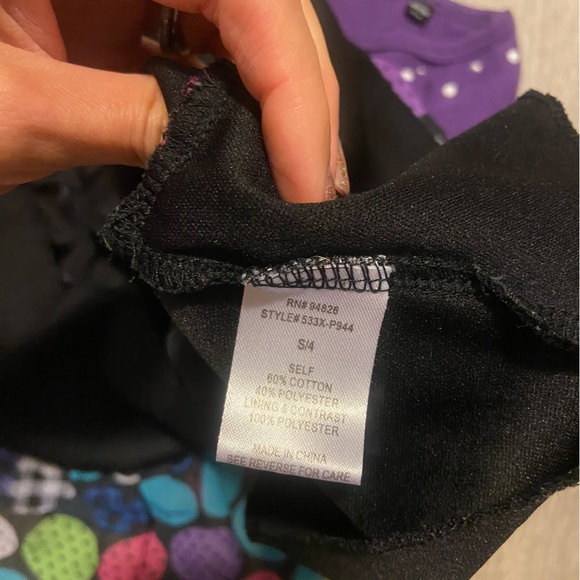 RN# 94826
STYLE# 533X-P944
S/4
SELF
60% COTTON
40% POLYESTER
LINING & CONTRAST
100% POLYESTER
MADE IN CHINA
SEE REVERSE FOR CARE